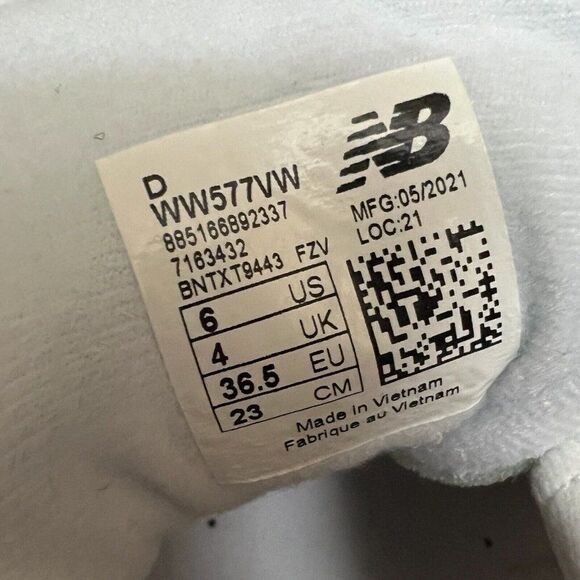 D
WW577VW
885166892337
7163432
BNTXT9443 FZV
6 US
4 UK
36.5 EU
23 CM
NB
MFG:05/2021
LOC:21
Made in Vietnam
Fabrique au Vietnam